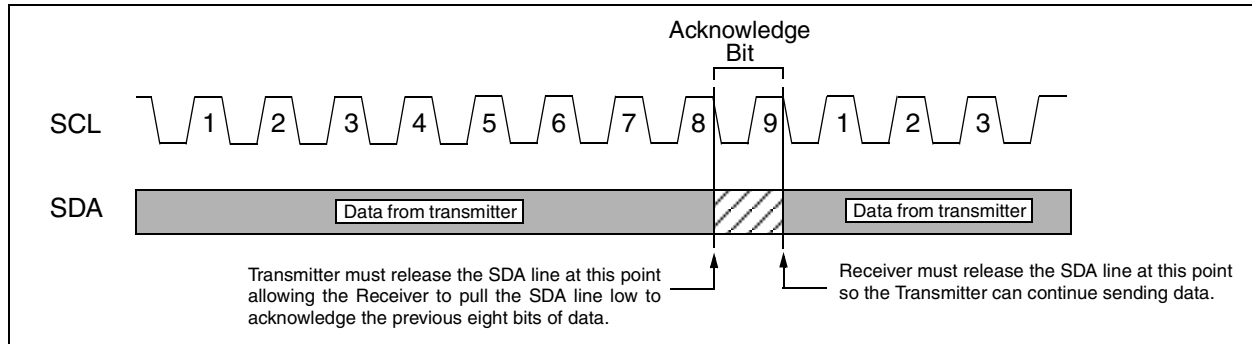 Acknowledge
Bit
SCL 1 2 3 4 5 6 7 8 9 1 2 3
SDA Data from transmitter Data from transmitter
Transmitter must release the SDA line at this point
allowing the Receiver to pull the SDA line low to
acknowledge the previous eight bits of data.
Receiver must release the SDA line at this point
so the Transmitter can continue sending data.